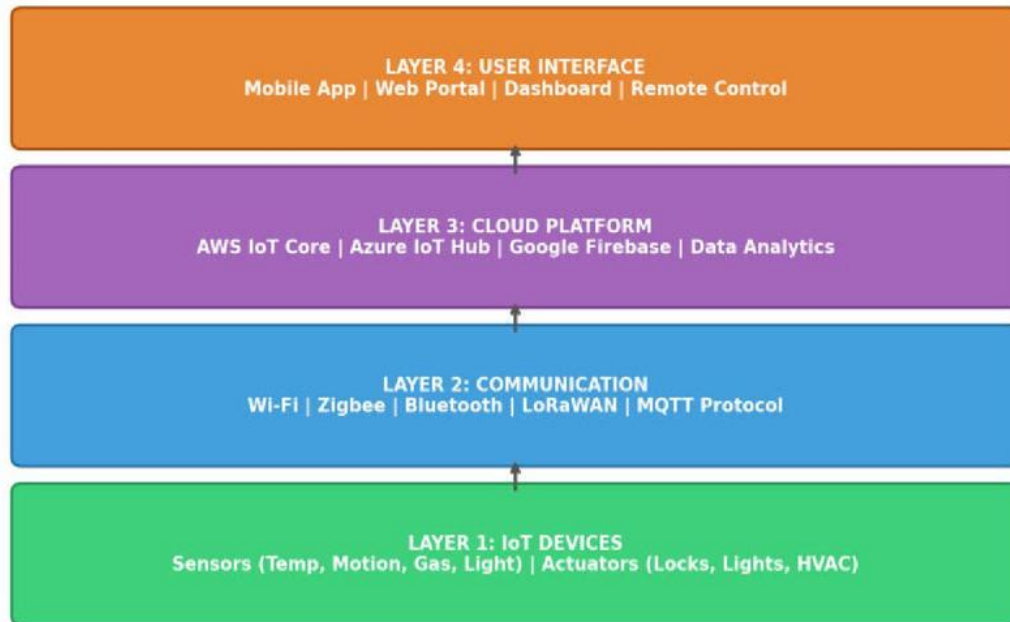 LAYER 4: USER INTERFACE
Mobile App | Web Portal | Dashboard | Remote Control
LAYER 3: CLOUD PLATFORM
AWS IoT Core | Azure IoT Hub | Google Firebase | Data Analytics
LAYER 2: COMMUNICATION
Wi-Fi | Zigbee | Bluetooth | LoRaWAN | MQTT Protocol
LAYER 1: IoT DEVICES
Sensors (Temp, Motion, Gas, Light) | Actuators (Locks, Lights, HVAC)